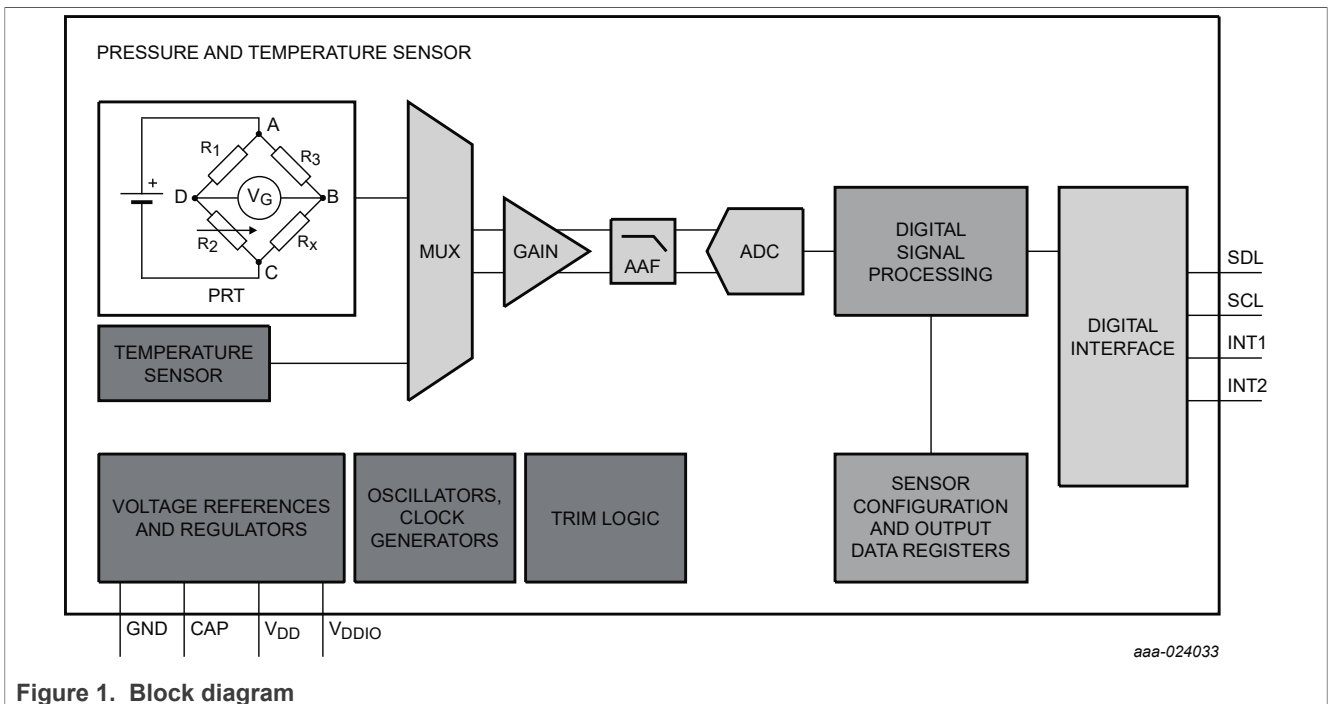 PRESSURE AND TEMPERATURE SENSOR
A
R1
R3
+
D
VG
B
R2
Rx
C
PRT
MUX
GAIN
AAF
ADC
DIGITAL
SIGNAL
PROCESSING
DIGITAL
INTERFACE
SDL
SCL
INT1
INT2
TEMPERATURE
SENSOR
VOLTAGE REFERENCES
AND REGULATORS
OSCILLATORS,
CLOCK
GENERATORS
TRIM LOGIC
SENSOR
CONFIGURATION
AND OUTPUT
DATA REGISTERS
GND
CAP
VDD
VDDIO
aaa-024033
Figure 1. Block diagram